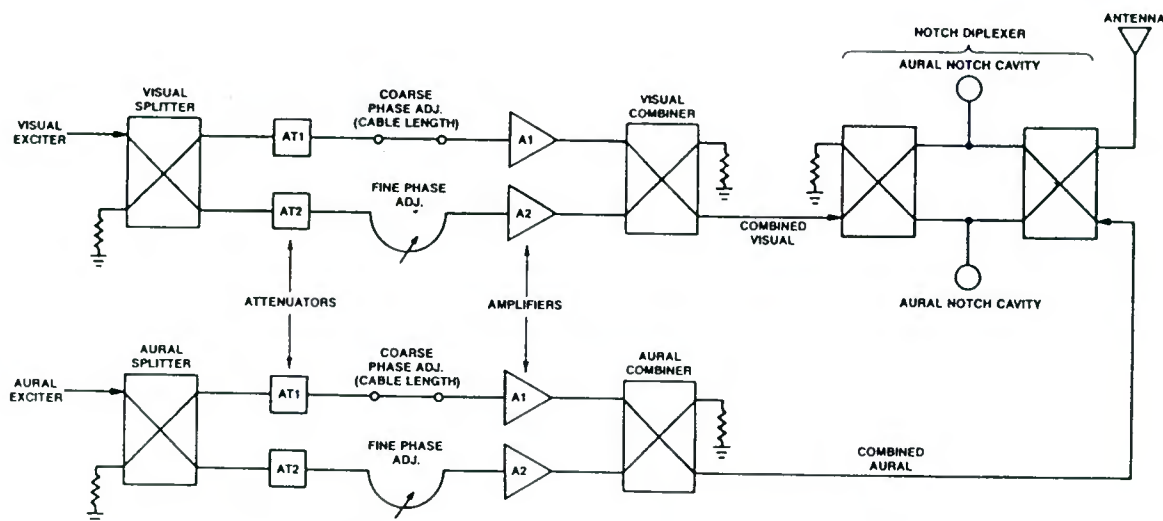 ANTENNA
NOTCH DIPLEXER
AURAL NOTCH CAVITY
VISUAL
SPLITTER
COARSE
PHASE ADJ.
(CABLE LENGTH)
VISUAL
COMBINER
VISUAL
EXCITER
AT1
A1
FINE PHASE
ADJ.
AT2
A2
COMBINED
VISUAL
AURAL NOTCH CAVITY
ATTENUATORS
AMPLIFIERS
AURAL
SPLITTER
COARSE
PHASE ADJ.
(CABLE LENGTH)
AURAL
COMBINER
AURAL
EXCITER
AT1
A1
FINE PHASE
ADJ.
AT2
A2
COMBINED
AURAL